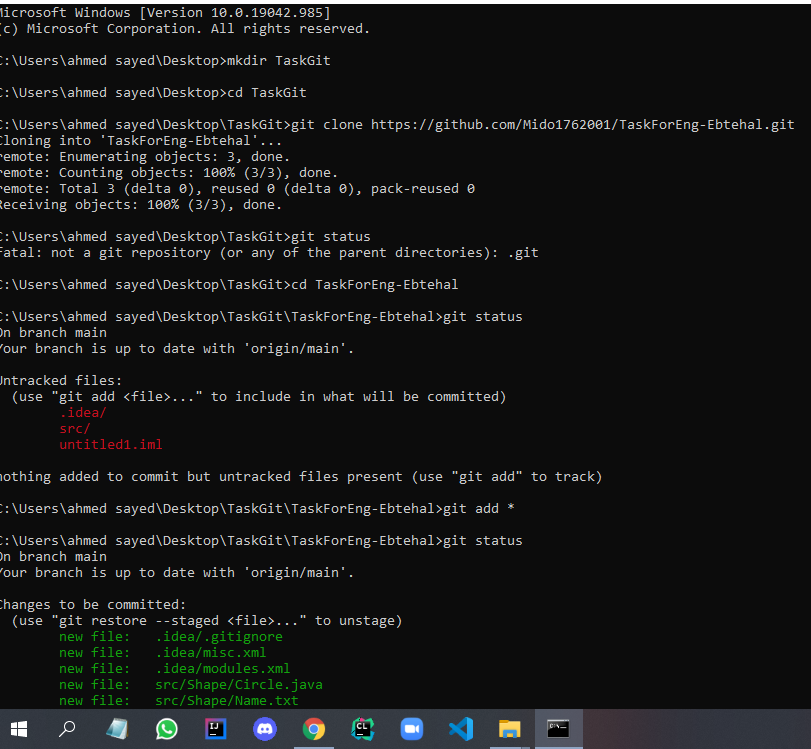 Microsoft Windows [Version 10.0.19042.985]
(c) Microsoft Corporation. All rights reserved.
C:\Users\ahmed sayed\Desktop>mkdir TaskGit
C:\Users\ahmed sayed\Desktop>cd TaskGit
C:\Users\ahmed sayed\Desktop\TaskGit>git clone https://github.com/Mido1762001/TaskForEng-Ebtehal.git
Cloning into 'TaskForEng-Ebtehal'...
remote: Enumerating objects: 3, done.
remote: Counting objects: 100% (3/3), done.
remote: Total 3 (delta 0), reused 0 (delta 0), pack-reused 0
Receiving objects: 100% (3/3), done.
C:\Users\ahmed sayed\Desktop\TaskGit>git status
fatal: not a git repository (or any of the parent directories): .git
C:\Users\ahmed sayed\Desktop\TaskGit>cd TaskForEng-Ebtehal
C:\Users\ahmed sayed\Desktop\TaskGit\TaskForEng-Ebtehal>git status
On branch main
Your branch is up to date with 'origin/main'.
Untracked files:
(use "git add <file>..." to include in what will be committed)
.idea/
src/
untitled1.iml
nothing added to commit but untracked files present (use "git add" to track)
C:\Users\ahmed sayed\Desktop\TaskGit\TaskForEng-Ebtehal>git add *
C:\Users\ahmed sayed\Desktop\TaskGit\TaskForEng-Ebtehal>git status
On branch main
Your branch is up to date with 'origin/main'.
Changes to be committed:
(use "git restore --staged <file>..." to unstage)
new file:   .idea/.gitignore
new file:   .idea/misc.xml
new file:   .idea/modules.xml
new file:   src/Shape/Circle.java
new file:   src/Shape/Name.txt
IJ
CL